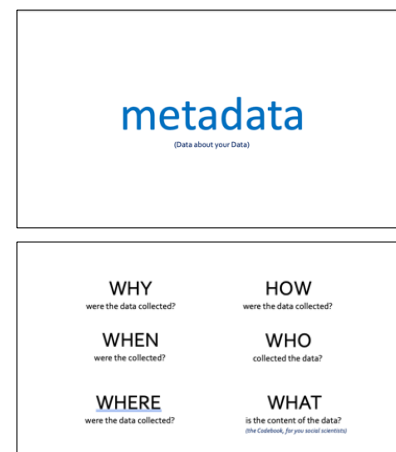 metadata
(Data about your Data)
WHY
were the data collected?
HOW
were the data collected?
WHEN
were the collected?
WHO
collected the data?
WHERE
were the data collected?
WHAT
is the content of the data?
(the Codebook, for you social scientists)